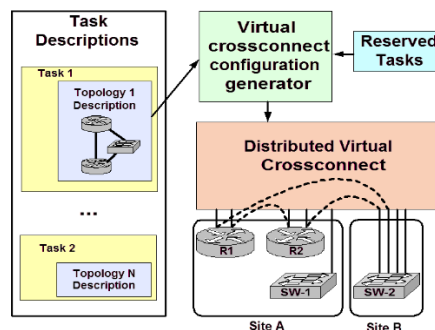 Task
Descriptions
Task 1
Topology 1
Description
...
Task 2
Topology N
Description
Virtual
crossconnect
configuration
generator
Reserved
Tasks
Distributed Virtual
Crossconnect
R1
R2
SW-1
SW-2
Site A
Site B